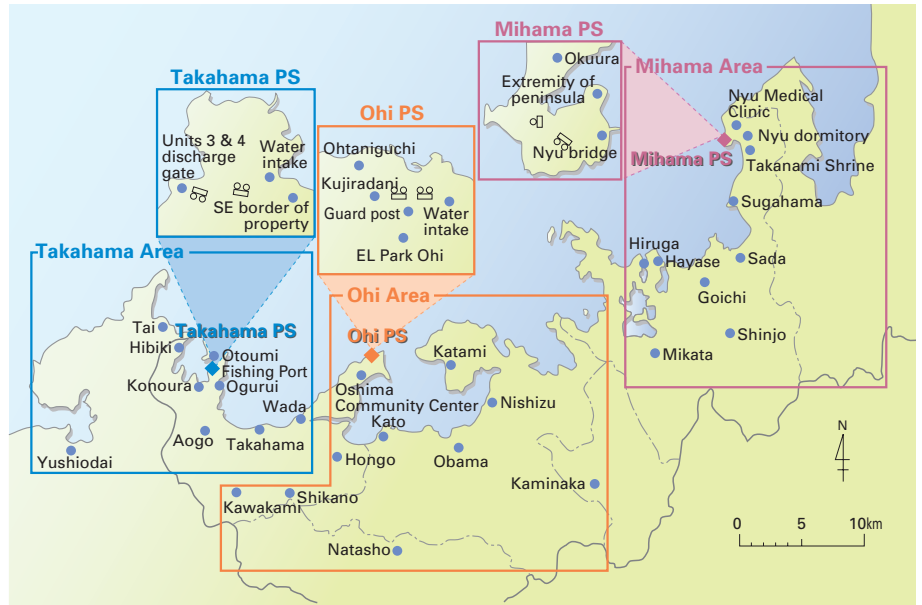 Mihama PS
Okuura
Extremity of
peninsula
Nyu bridge
Takahama PS
Units 3 & 4
discharge
gate
Water
intake
SE border of
property
Ohi PS
Ohtaniguchi
Kujiradani
Guard post
Water
intake
EL Park Ohi
Mihama Area
Nyu Medical
Clinic
Nyu dormitory
Mihama PS
Takanami Shrine
Sugahama
Hiruga
Hayase
Sada
Goichi
Shinjo
Mikata
Takahama Area
Tai
Takahama PS
Hibiki
Otoumi
Fishing Port
Konoura
Ogurui
Wada
Aogo
Takahama
Yushiodai
Ohi Area
Ohi PS
Katami
Oshima
Community Center
Nishizu
Kato
Hongo
Obama
Kaminaka
Kawakami
Shikano
Natasho
N
0 5 10km